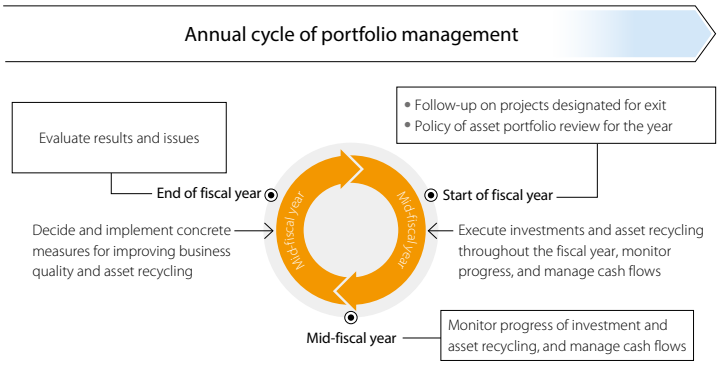 Annual cycle of portfolio management
• Follow-up on projects designated for exit
• Policy of asset portfolio review for the year
Evaluate results and issues
End of fiscal year
Start of fiscal year
Mid-fiscal year
Mid-fiscal year
Decide and implement concrete
measures for improving business
quality and asset recycling
Execute investments and asset recycling
throughout the fiscal year, monitor
progress, and manage cash flows
Mid-fiscal year
Monitor progress of investment and
asset recycling, and manage cash flows